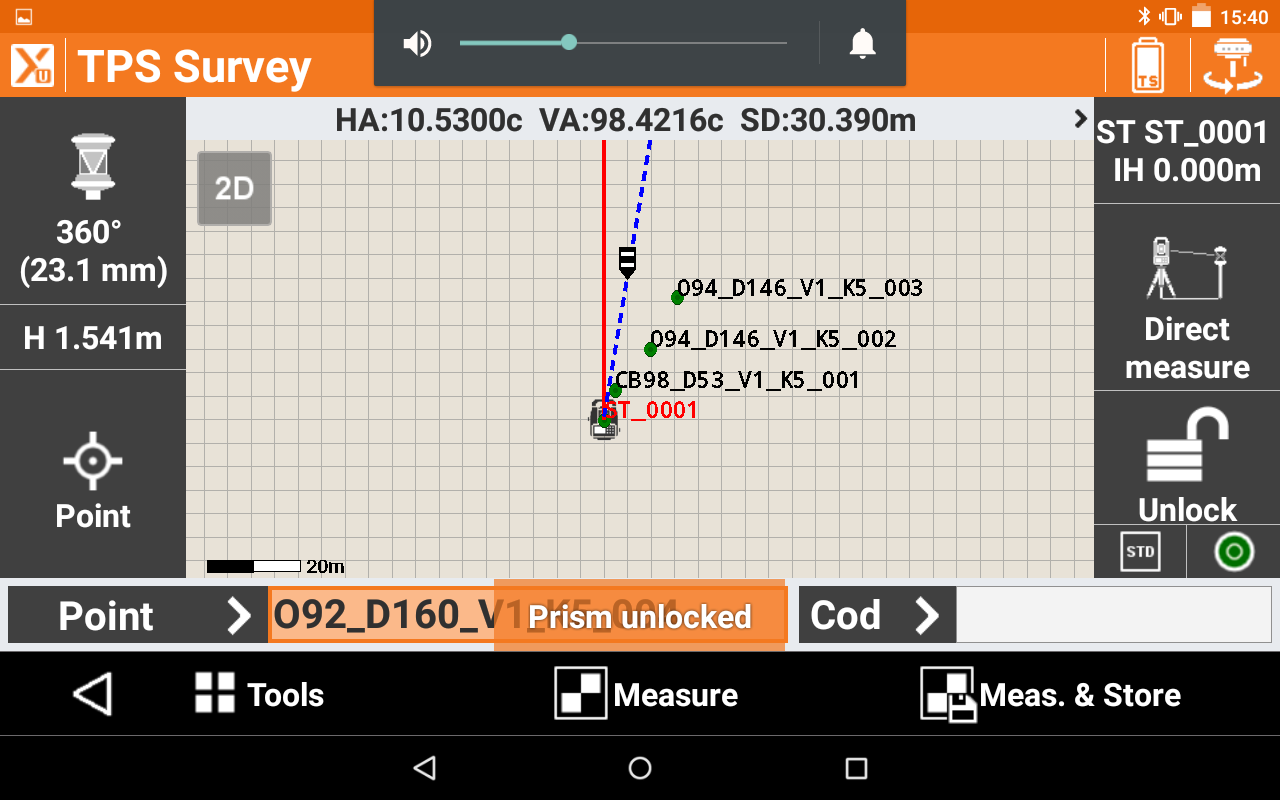 15:40
XU
TPS Survey
TS
HA:10.5300c VA:98.4216c SD:30.390m
ST ST_0001
IH 0.000m
2D
360°
(23.1 mm)
H 1.541m
Point
O94_D146_V1_K5_003
O94_D146_V1_K5_002
CB98_D53_V1_K5_001
ST_0001
20m
Direct
measure
Unlock
STD
Point
O92_D160_V1_K5_004
Prism unlocked
Cod
Tools
Measure
Meas. & Store